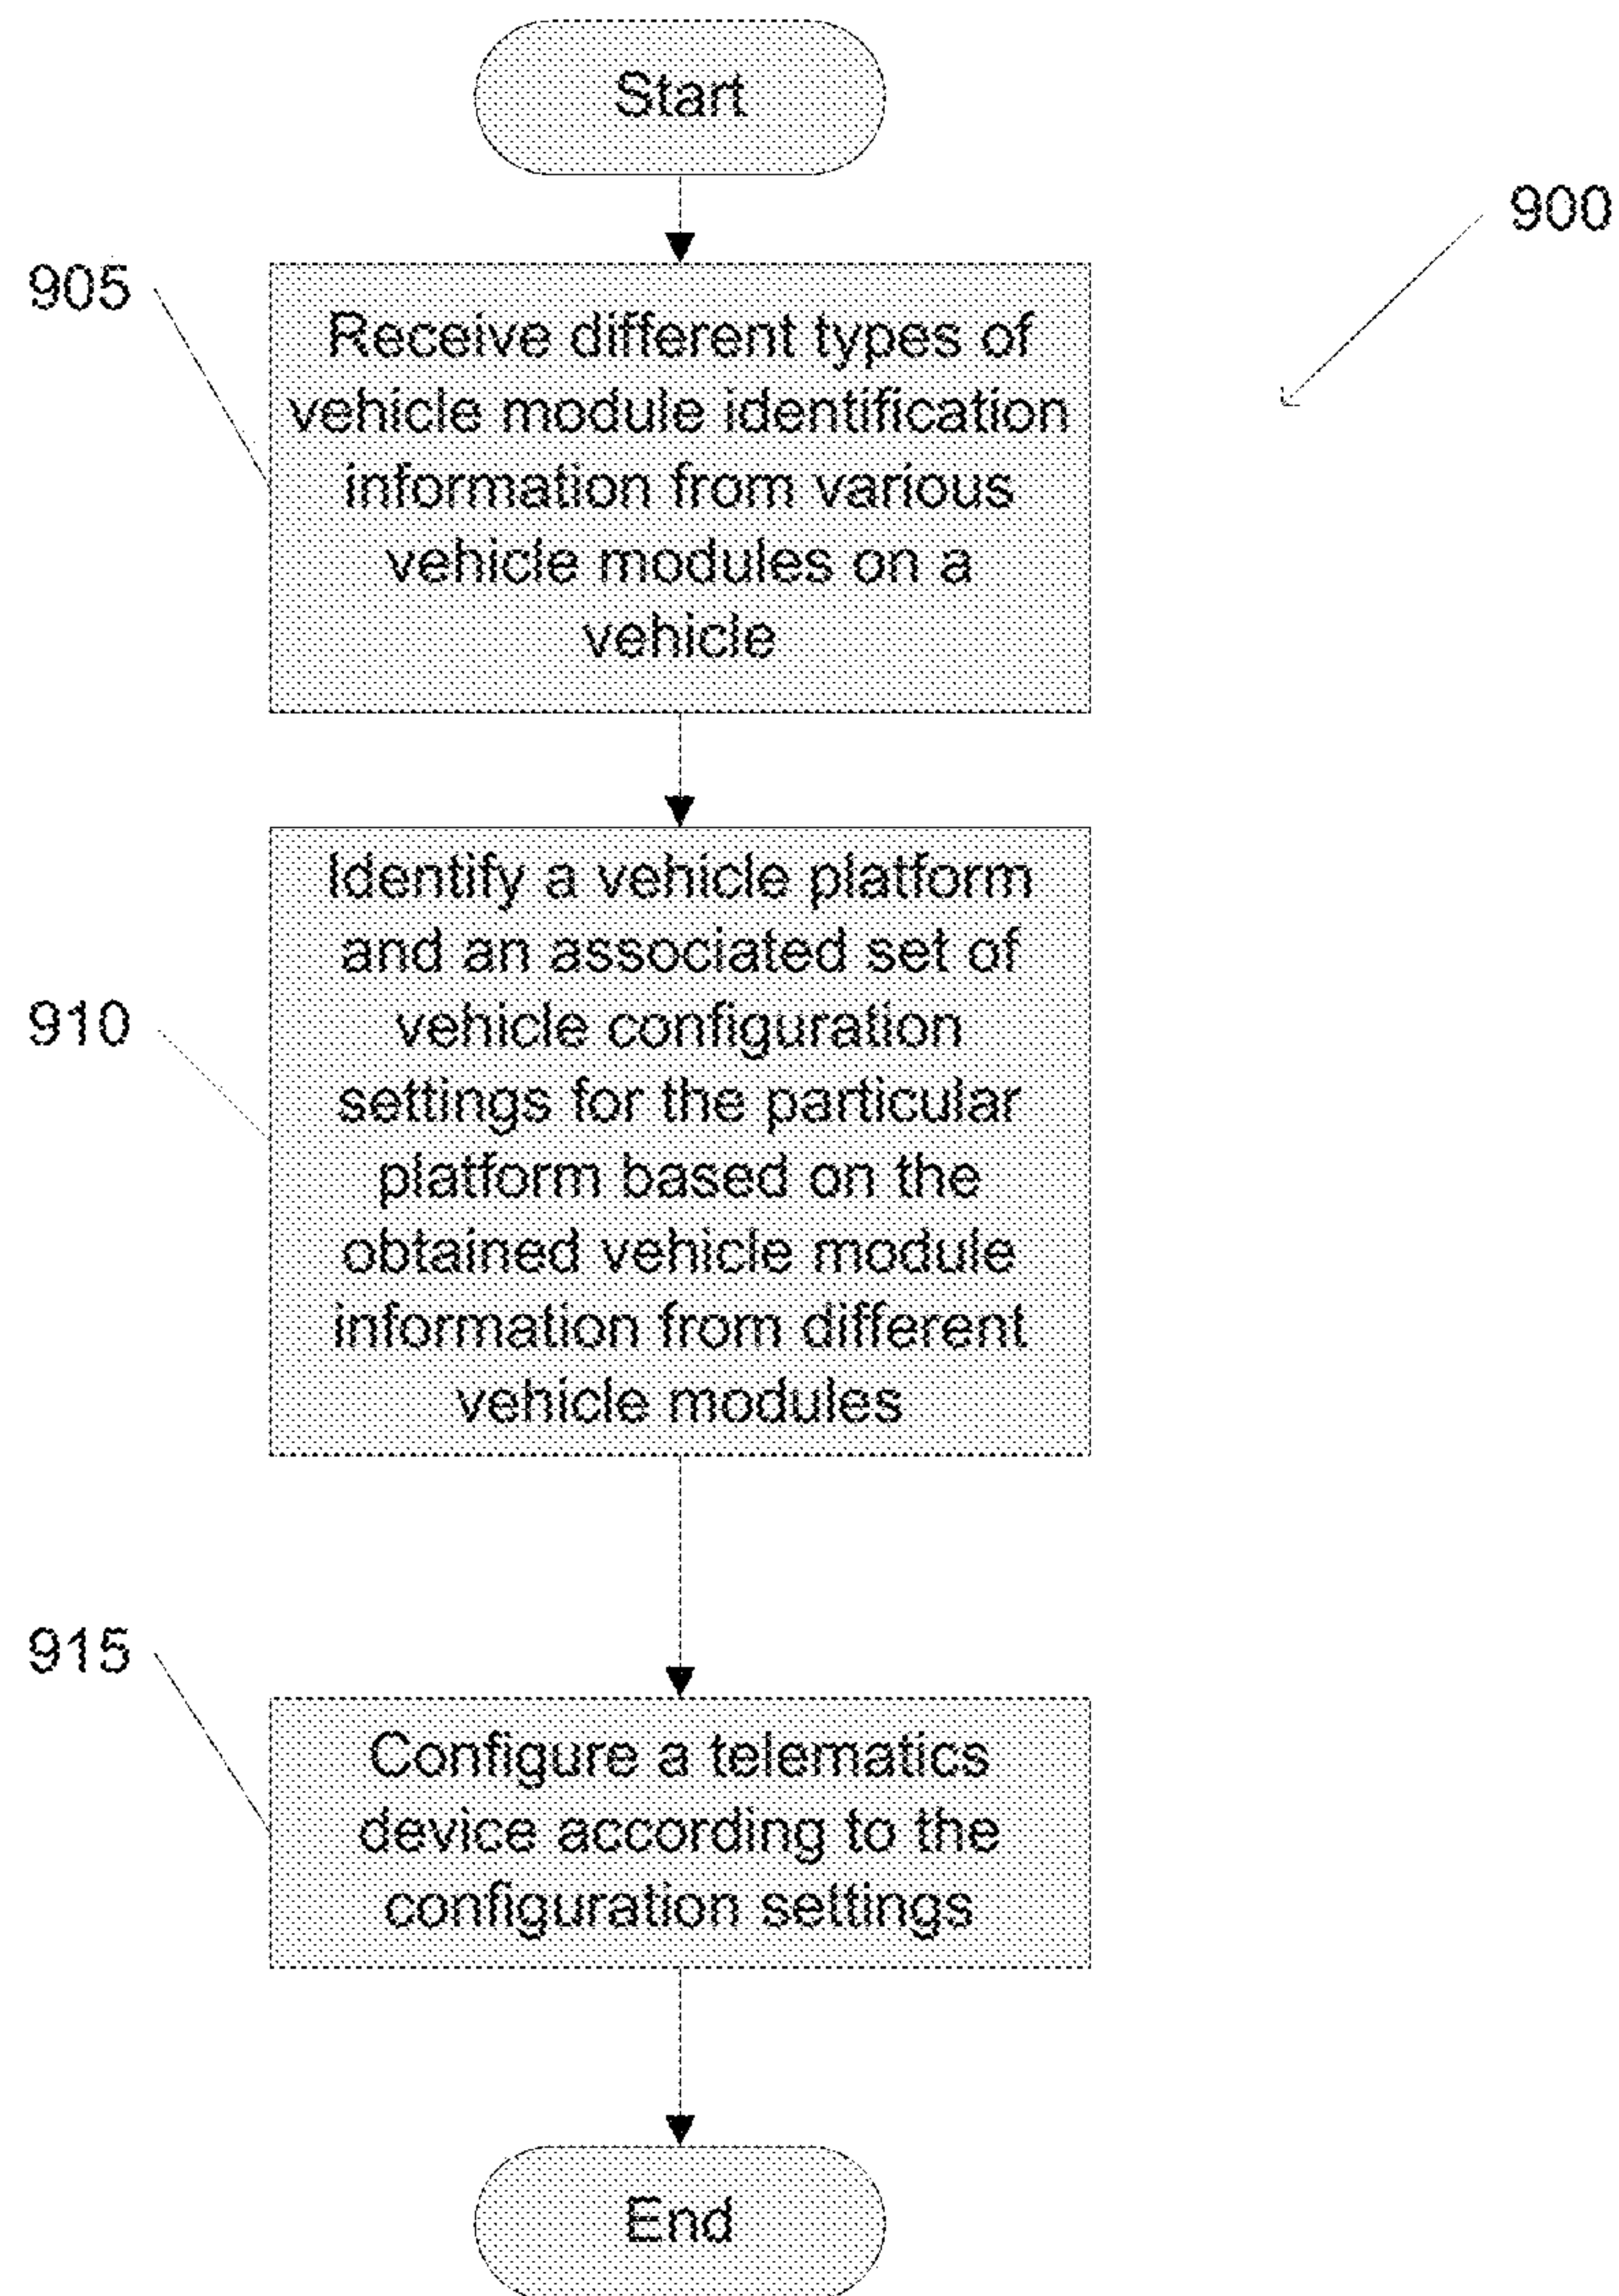 Start
900
905
Receive different types of
vehicle module identification
information from various
vehicle modules on a
vehicle
910
Identify a vehicle platform
and an associated set of
vehicle configuration
settings for the particular
platform based on the
obtained vehicle module
information from different
vehicle modules
915
Configure a telematics
device according to the
configuration settings
End